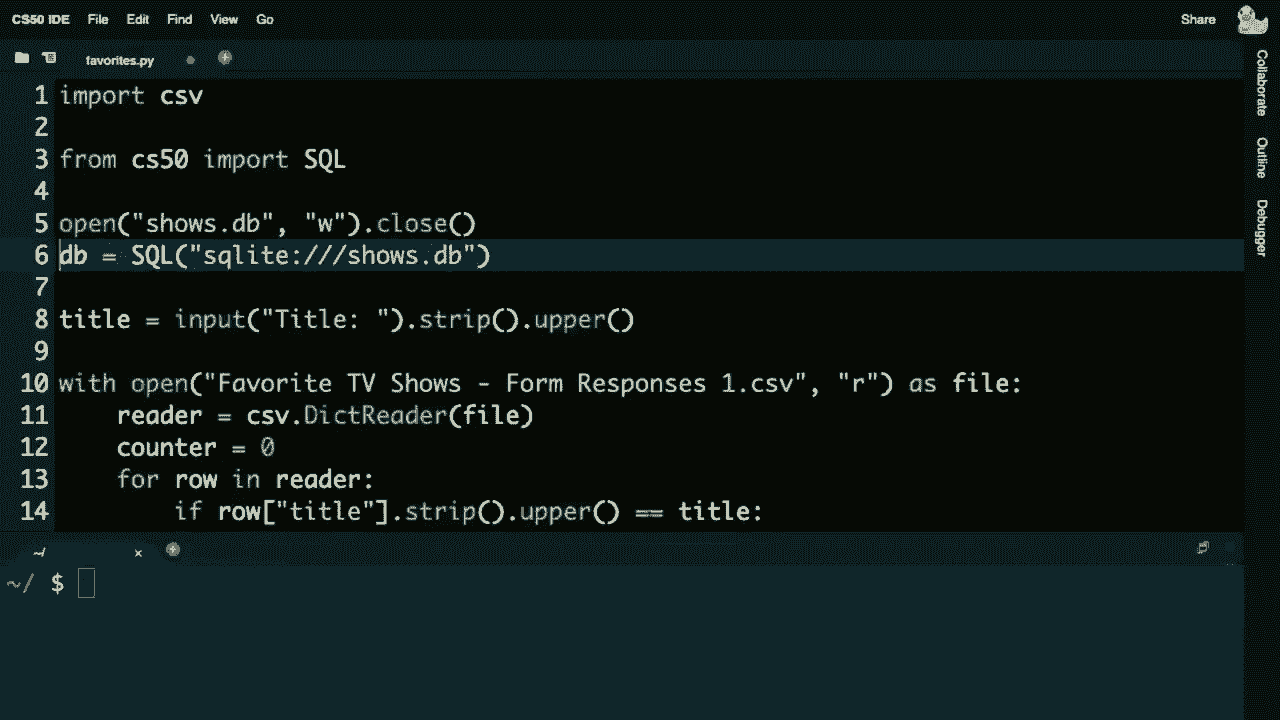 CS50 IDE File Edit Find View Go Share
favorites.py
Collaborate
Outline
Debugger
1 import csv
2
3 from cs50 import SQL
4
5 open("shows.db", "w").close()
6 db = SQL("sqlite:///shows.db")
7
8 title = input("Title: ").strip().upper()
9
10 with open("Favorite TV Shows - Form Responses 1.csv", "r") as file:
11     reader = csv.DictReader(file)
12     counter = 0
13     for row in reader:
14         if row["title"].strip().upper() == title:
~/ ×
~/ $